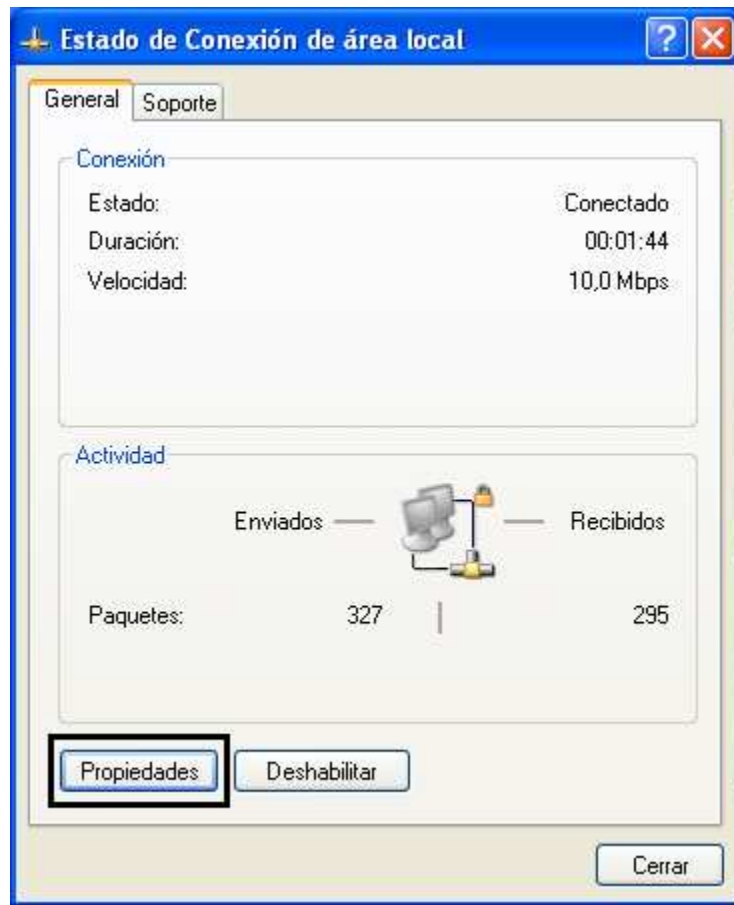 Estado de Conexión de área local
General Soporte
Conexión
Estado: Conectado
Duración: 00:01:44
Velocidad: 10,0 Mbps
Actividad
Enviados Recibidos
Paquetes: 327 295
Propiedades Deshabilitar
Cerrar